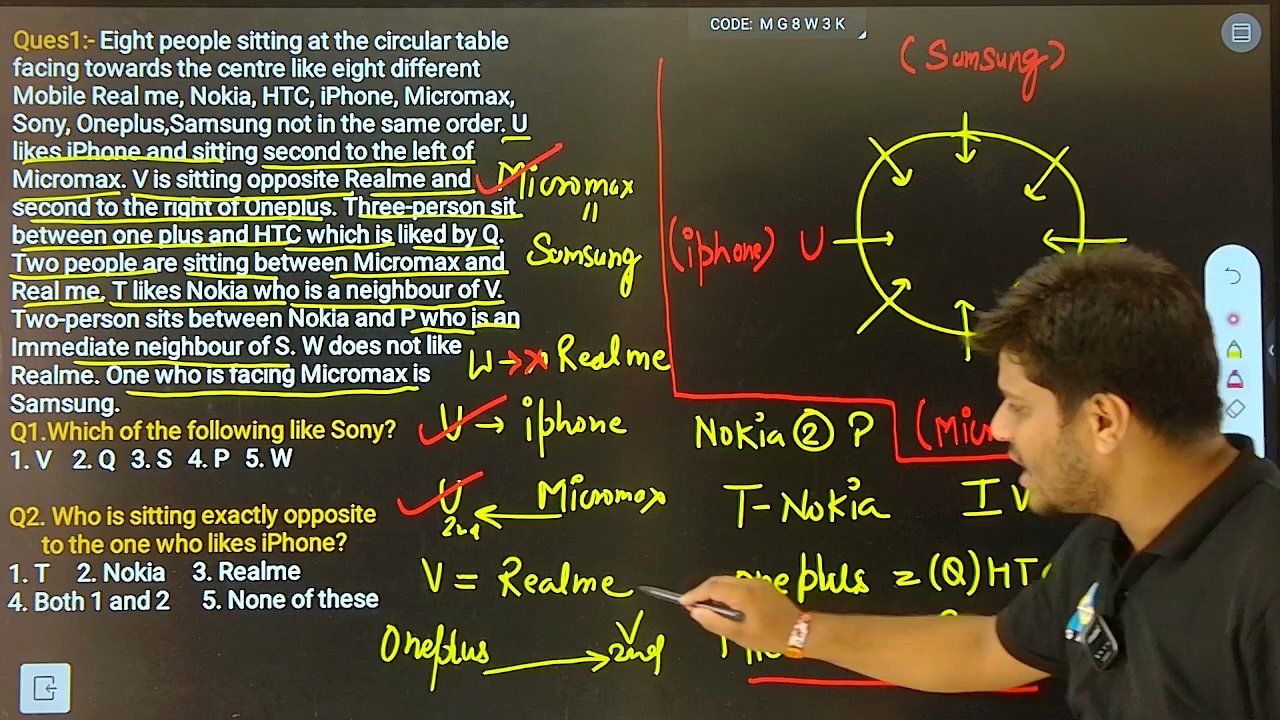 CODE: M G 8 W 3 K
Ques1:- Eight people sitting at the circular table
facing towards the centre like eight different
Mobile Real me, Nokia, HTC, iPhone, Micromax,
Sony, Oneplus,Samsung not in the same order. U
likes iPhone and sitting second to the left of
Micromax. V is sitting opposite Realme and
second to the right of Oneplus. Three-person sit
between one plus and HTC which is liked by Q.
Two people are sitting between Micromax and
Real me. T likes Nokia who is a neighbour of V.
Two-person sits between Nokia and P who is an
Immediate neighbour of S. W does not like
Realme. One who is facing Micromax is
Samsung.
Q1.Which of the following like Sony?
1. V 2. Q 3. S 4. P 5. W
Q2. Who is sitting exactly opposite
to the one who likes iPhone?
1. T 2. Nokia 3. Realme
4. Both 1 and 2 5. None of these
Micromax
=
Samsung
W → x Realme
U → iphone
U Micromax
2nd ←
V = Realme
V
Oneplus → 2nd
(Samsung)
(iphone) U
Nokia ② P
T-Nokia I V
one plus = (Q) HT